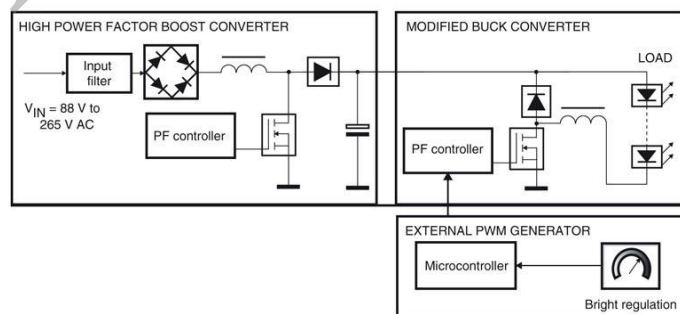 HIGH POWER FACTOR BOOST CONVERTER
Input
filter
V_IN = 88 V to
265 V AC
PF controller
MODIFIED BUCK CONVERTER
LOAD
PF controller
EXTERNAL PWM GENERATOR
Microcontroller
Bright regulation